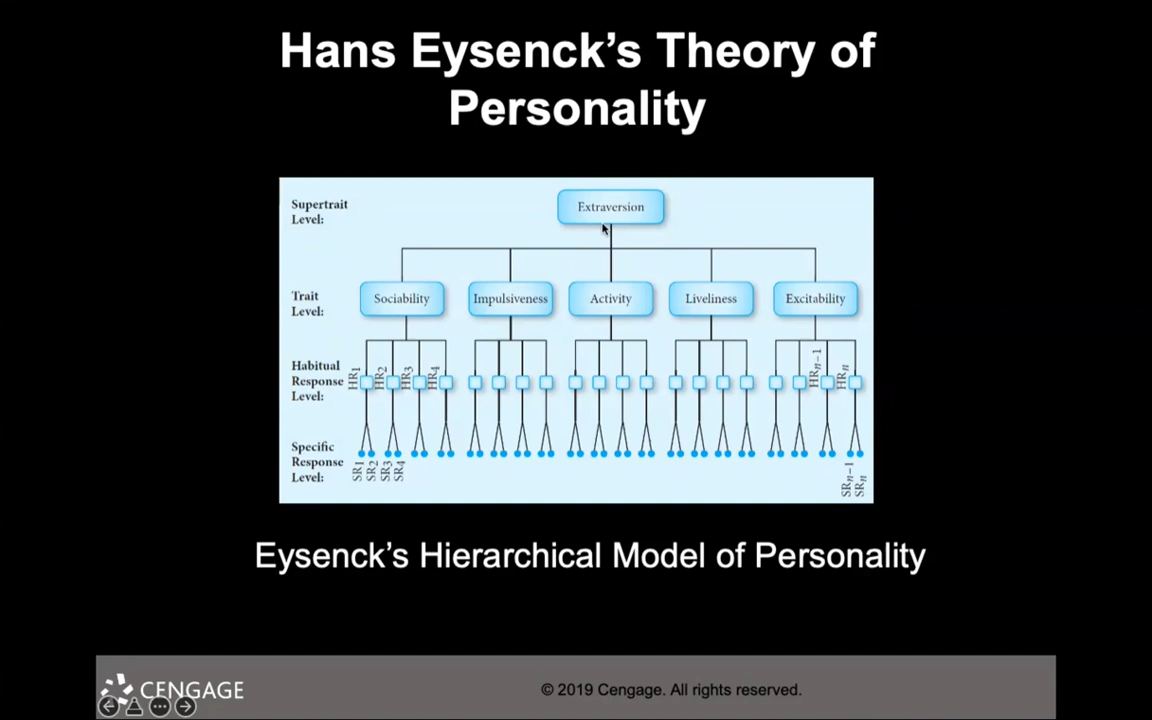 Hans Eysenck’s Theory of
Personality
Supertrait
Level:
Extraversion
Trait
Level:
Sociability
Impulsiveness
Activity
Liveliness
Excitability
Habitual
Response
Level:
HR1
HR2
HR3
HR4
HRn−1
HRn
Specific
Response
Level:
SR1
SR2
SR3
SR4
SRn−1
SRn
Eysenck’s Hierarchical Model of Personality
CENGAGE
© 2019 Cengage. All rights reserved.